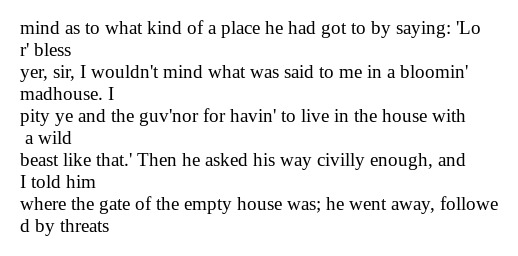 mind as to what kind of a place he had got to by saying: 'Lo
r' bless
yer, sir, I wouldn't mind what was said to me in a bloomin'
madhouse. I
pity ye and the guv'nor for havin' to live in the house with
 a wild
beast like that.' Then he asked his way civilly enough, and
I told him
where the gate of the empty house was; he went away, followe
d by threats